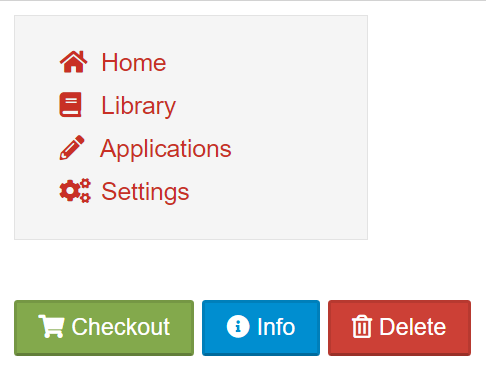 Home
Library
Applications
Settings
Checkout Info Delete